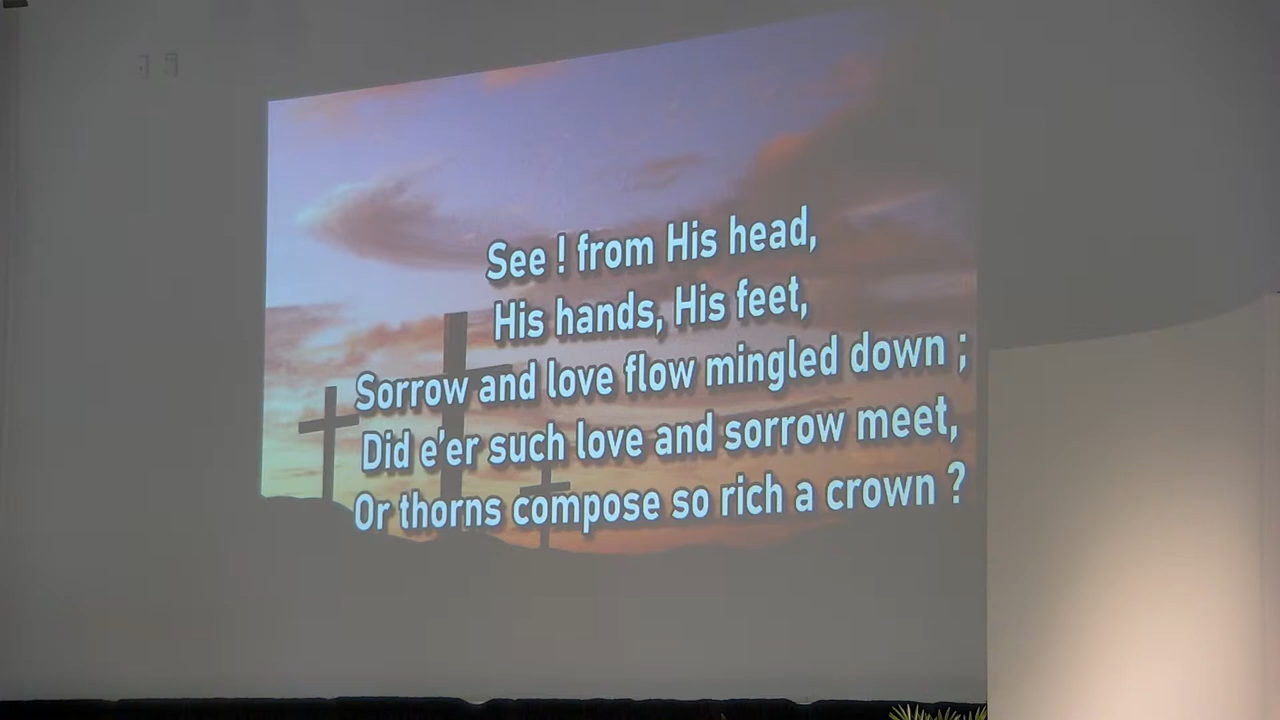 See ! from His head,
His hands, His feet,
Sorrow and love flow mingled down ;
Did e'er such love and sorrow meet,
Or thorns compose so rich a crown ?